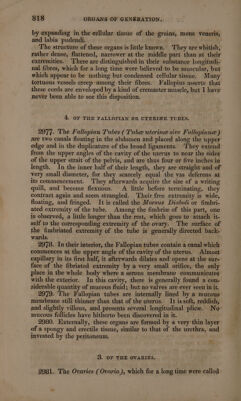 818 ORGANS OF GENERATION.
by expanding in the cellular tissue of the groins, mons veneris,
and labia pudendi.
The structure of these organs is little known. They are whitish,
rather dense, flattened, narrower at the middle part than at their
extremities. There are distinguished in their substance longitudi-
nal fibres, which for a long time were believed to be muscular, but
which appear to be nothing but condensed cellular tissue. Many
tortuous vessels creep among their fibres. Fallopius asserts that
these cords are enveloped by a kind of cremaster muscle, but I have
never been able to see this disposition.
4. OF THE FALLOPIAN OR UTERINE TUBES.
2977. The Fallopian Tubes (Tubæ uterinæ sive Fallopianæ)
are two canals floating in the abdomen and placed along the upper
edge and in the duplicature of the broad ligaments. They extend
from the upper angles of the cavity of the uterus to near the sides
of the upper strait of the pelvis, and are thus four or five inches in
length. In the inner half of their length, they are straight and of
very small diameter, for they scarcely equal the vas deferens at
its commencement. They afterwards acquire the size of a writing
quill, and become flexuous. A little before terminating, they
contract again and seem strangled. Their free extremity is wide,
floating, and fringed. It is called the Morsus Diaboli or fimbri-
ated extremity of the tube. Among the fimbriæ of this part, one
is observed, a little longer than the rest, which goes to attach it-
self to the corresponding extremity of the ovary. The surface of
the fimbriated extremity of the tube is generally directed back-
wards.
2978. In their interior, the Fallopian tubes contain a canal which
commences at the upper angle of the cavity of the uterus. Almost
capillary in its first half, it afterwards dilates and opens at the sur-
face of the fibriated extremity by a very small orifice, the only
place in the whole body where a serous membrane communicates
with the exterior. In this cavity, there is generally found a con-
siderable quantity of mucous fluid; but no valves are ever seen in it.
2979. The Fallopian tubes are internally lined by a mucous
membrane still thinner than that of the uterus. It is soft, reddish,
and slightly villous, and presents several longitudinal plicæ. No
mucous follicles have hitherto been discovered in it.
2980. Externally, these organs are formed by a very thin layer
of a spongy and erectile tissue, similar to that of the urethra, and
invested by the peritoneum.
3. OF THE OVARIES.
2981. The Ovaries (Ovaria), which for a long time were called